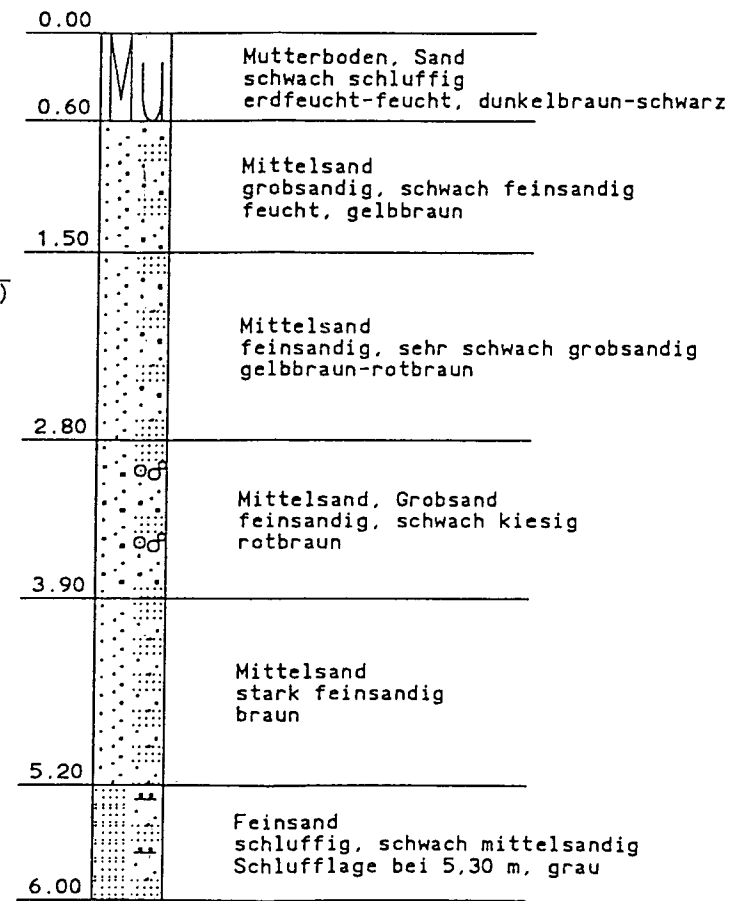 0.00
Mutterboden, Sand
schwach schluffig
erdfeucht-feucht, dunkelbraun-schwarz
MU
0.60
Mittelsand
grobsandig, schwach feinsandig
feucht, gelbbraun
1.50
)
Mittelsand
feinsandig, sehr schwach grobsandig
gelbbraun-rotbraun
2.80
Mittelsand, Grobsand
feinsandig, schwach kiesig
rotbraun
3.90
Mittelsand
stark feinsandig
braun
5.20
Feinsand
schluffig, schwach mittelsandig
Schlufflage bei 5,30 m, grau
6.00